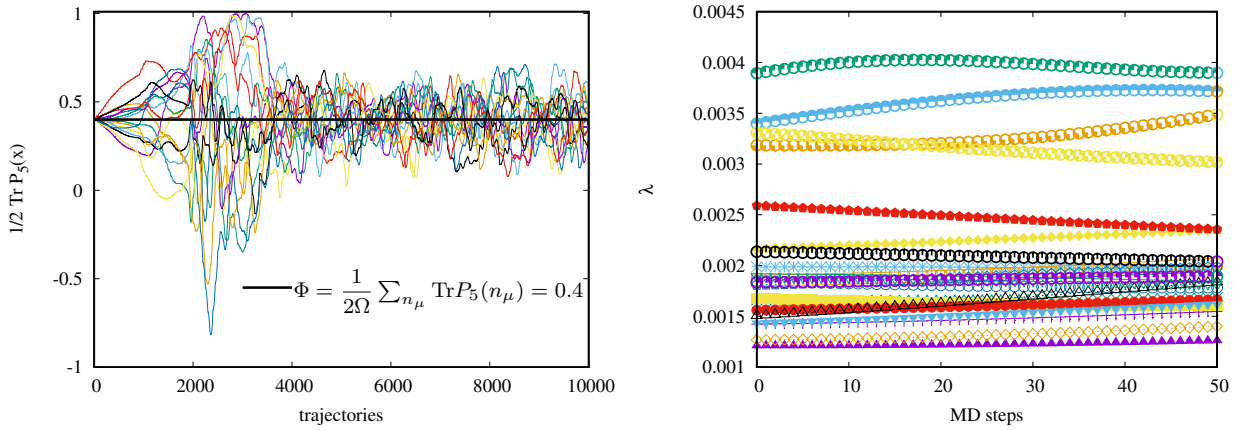 1
0.5
0
-0.5
-1
1/2 Tr P₅(x)
Φ = 1/2Ω ∑ₙμ TrP₅(nμ) = 0.4
0 2000 4000 6000 8000 10000
trajectories
0.0045
0.004
0.0035
0.003
0.0025
0.002
0.0015
0.001
λ
0 10 20 30 40 50
MD steps